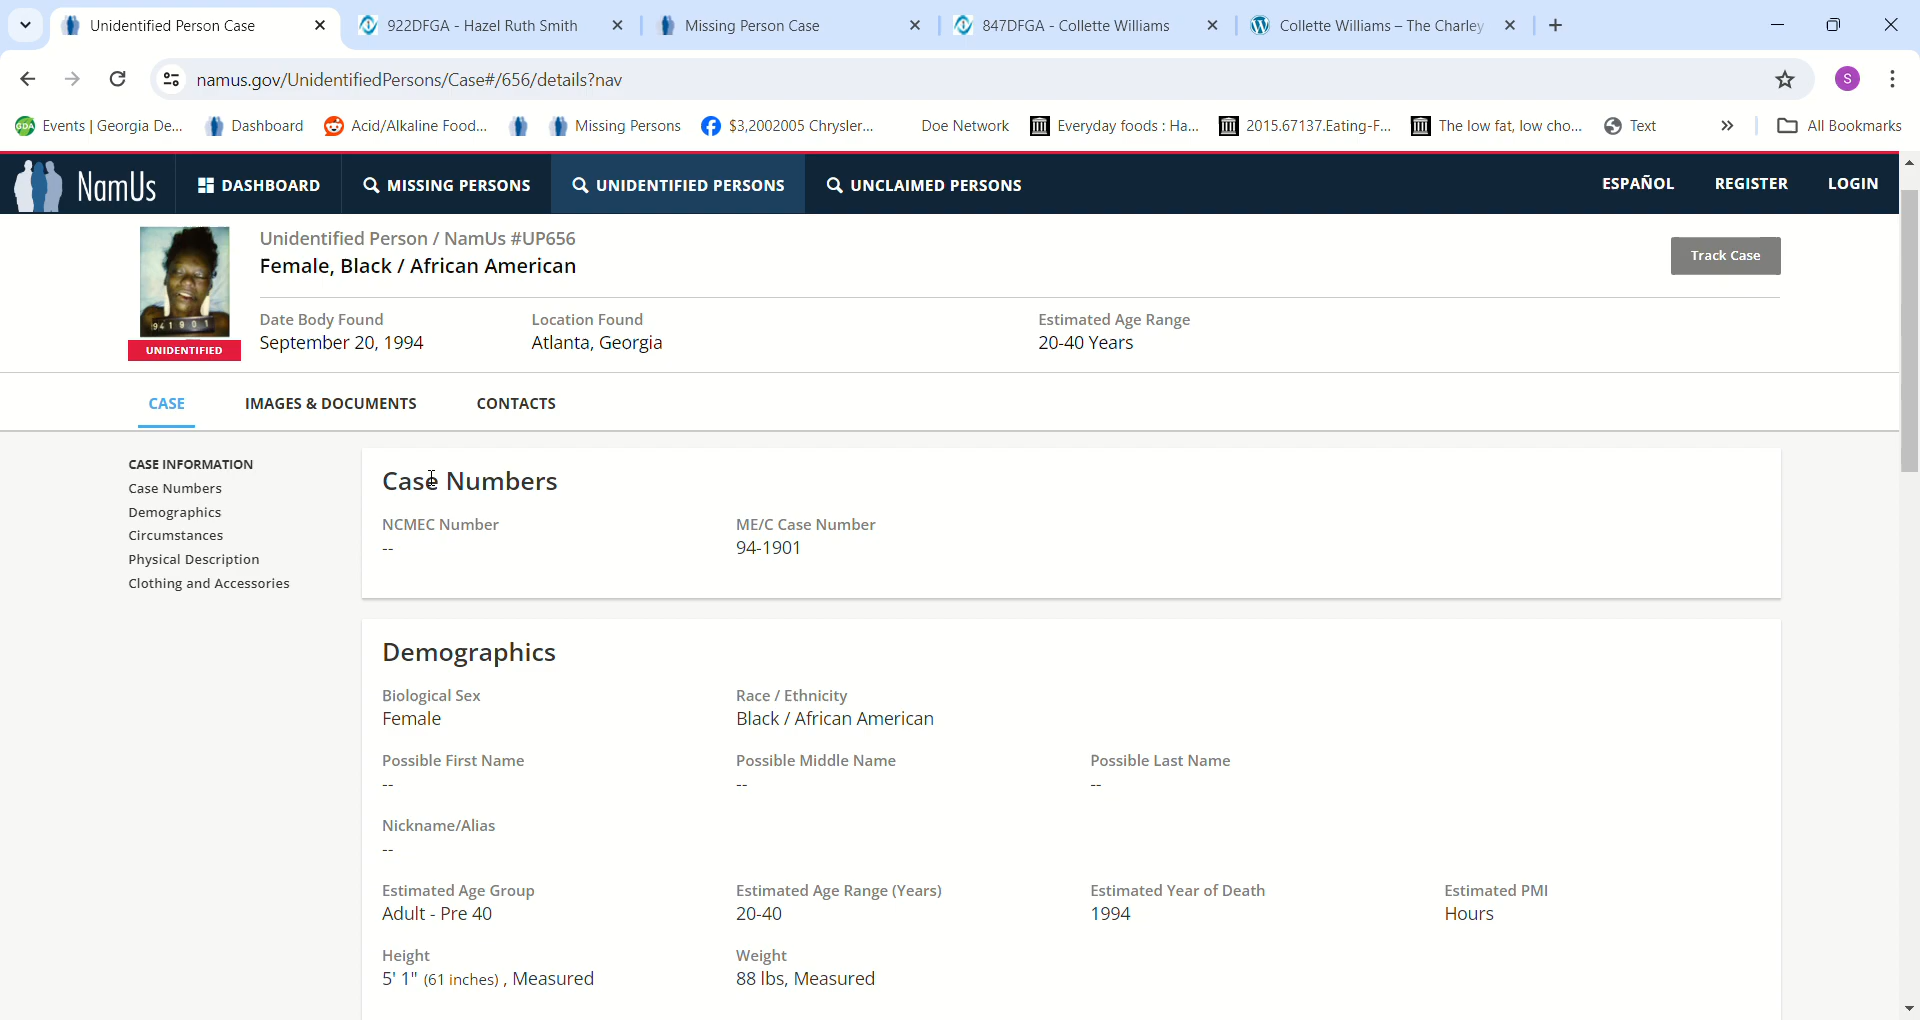 Unidentified Person Case
922DFGA - Hazel Ruth Smith
Missing Person Case
847DFGA - Collette Williams
Collette Williams – The Charley
namus.gov/UnidentifiedPersons/Case#/656/details?nav
S
Events | Georgia De...
Dashboard
Acid/Alkaline Food...
Missing Persons
$3,2002005 Chrysler...
Doe Network
Everyday foods : Ha...
2015.67137.Eating-F...
The low fat, low cho...
Text
All Bookmarks
NamUs
DASHBOARD
MISSING PERSONS
UNIDENTIFIED PERSONS
UNCLAIMED PERSONS
ESPAÑOL
REGISTER
LOGIN
941901
UNIDENTIFIED
Unidentified Person / NamUs #UP656
Female, Black / African American
Track Case
Date Body Found
September 20, 1994
Location Found
Atlanta, Georgia
Estimated Age Range
20-40 Years
CASE
IMAGES & DOCUMENTS
CONTACTS
CASE INFORMATION
Case Numbers
Demographics
Circumstances
Physical Description
Clothing and Accessories
Case Numbers
NCMEC Number
--
ME/C Case Number
94-1901
Demographics
Biological Sex
Female
Race / Ethnicity
Black / African American
Possible First Name
--
Possible Middle Name
--
Possible Last Name
--
Nickname/Alias
--
Estimated Age Group
Adult - Pre 40
Estimated Age Range (Years)
20-40
Estimated Year of Death
1994
Estimated PMI
Hours
Height
5' 1" (61 inches) , Measured
Weight
88 lbs, Measured